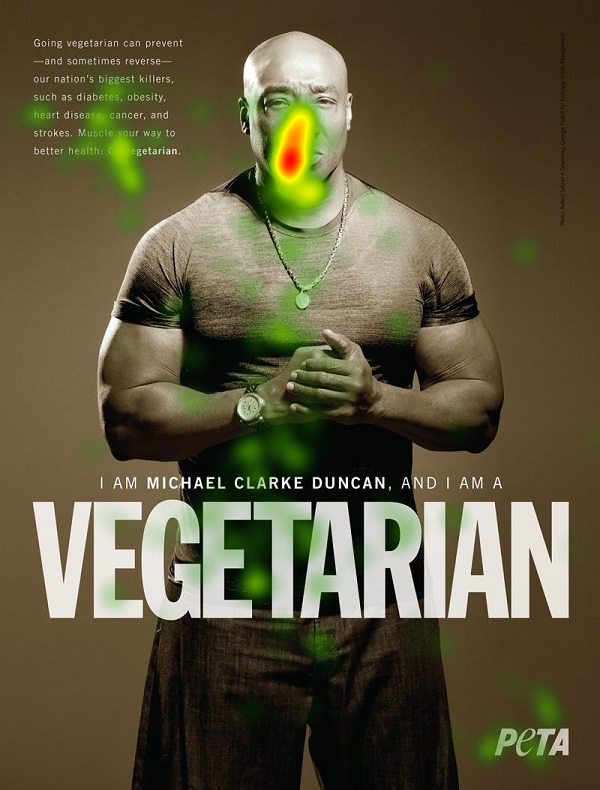 Going vegetarian can prevent
—and sometimes reverse—
our nation's biggest killers,
such as diabetes, obesity,
heart disease, cancer, and
strokes. Muscle your way to
better health: Go vegetarian.
I AM MICHAEL CLARKE DUNCAN, AND I AM A
VEGETARIAN
PeTA